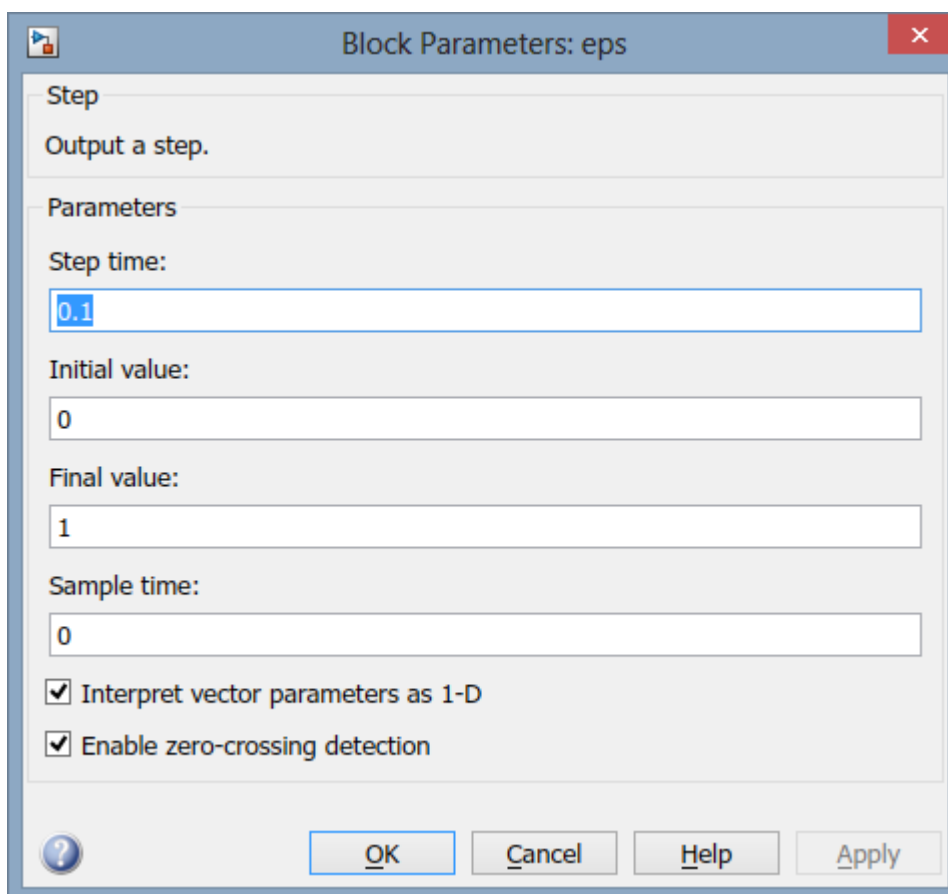 Block Parameters: eps
Step
Output a step.
Parameters
Step time:
0.1
Initial value:
0
Final value:
1
Sample time:
0
Interpret vector parameters as 1-D
Enable zero-crossing detection
? OK Cancel Help Apply